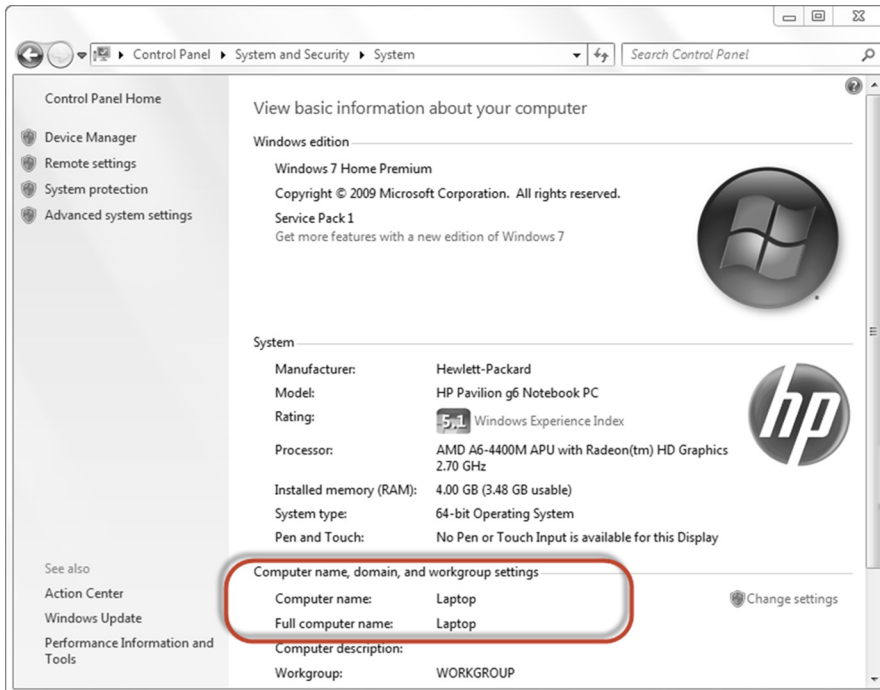 Control Panel ▸ System and Security ▸ System
Search Control Panel
Control Panel Home
Device Manager
Remote settings
System protection
Advanced system settings
See also
Action Center
Windows Update
Performance Information and
Tools
View basic information about your computer
Windows edition
Windows 7 Home Premium
Copyright © 2009 Microsoft Corporation. All rights reserved.
Service Pack 1
Get more features with a new edition of Windows 7
System
Manufacturer: Hewlett-Packard
Model: HP Pavilion g6 Notebook PC
Rating: 5,1 Windows Experience Index
Processor: AMD A6-4400M APU with Radeon(tm) HD Graphics
2.70 GHz
Installed memory (RAM): 4.00 GB (3.48 GB usable)
System type: 64-bit Operating System
Pen and Touch: No Pen or Touch Input is available for this Display
hp
Computer name, domain, and workgroup settings
Computer name: Laptop
Change settings
Full computer name: Laptop
Computer description:
Workgroup: WORKGROUP